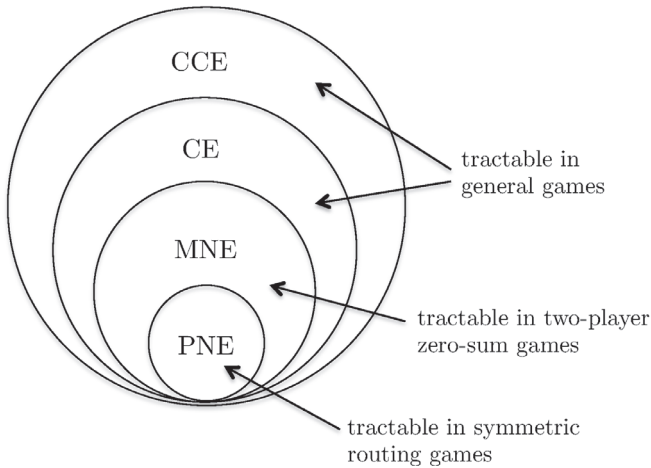 CCE
CE
tractable in
general games
MNE
tractable in two-player
zero-sum games
PNE
tractable in symmetric
routing games